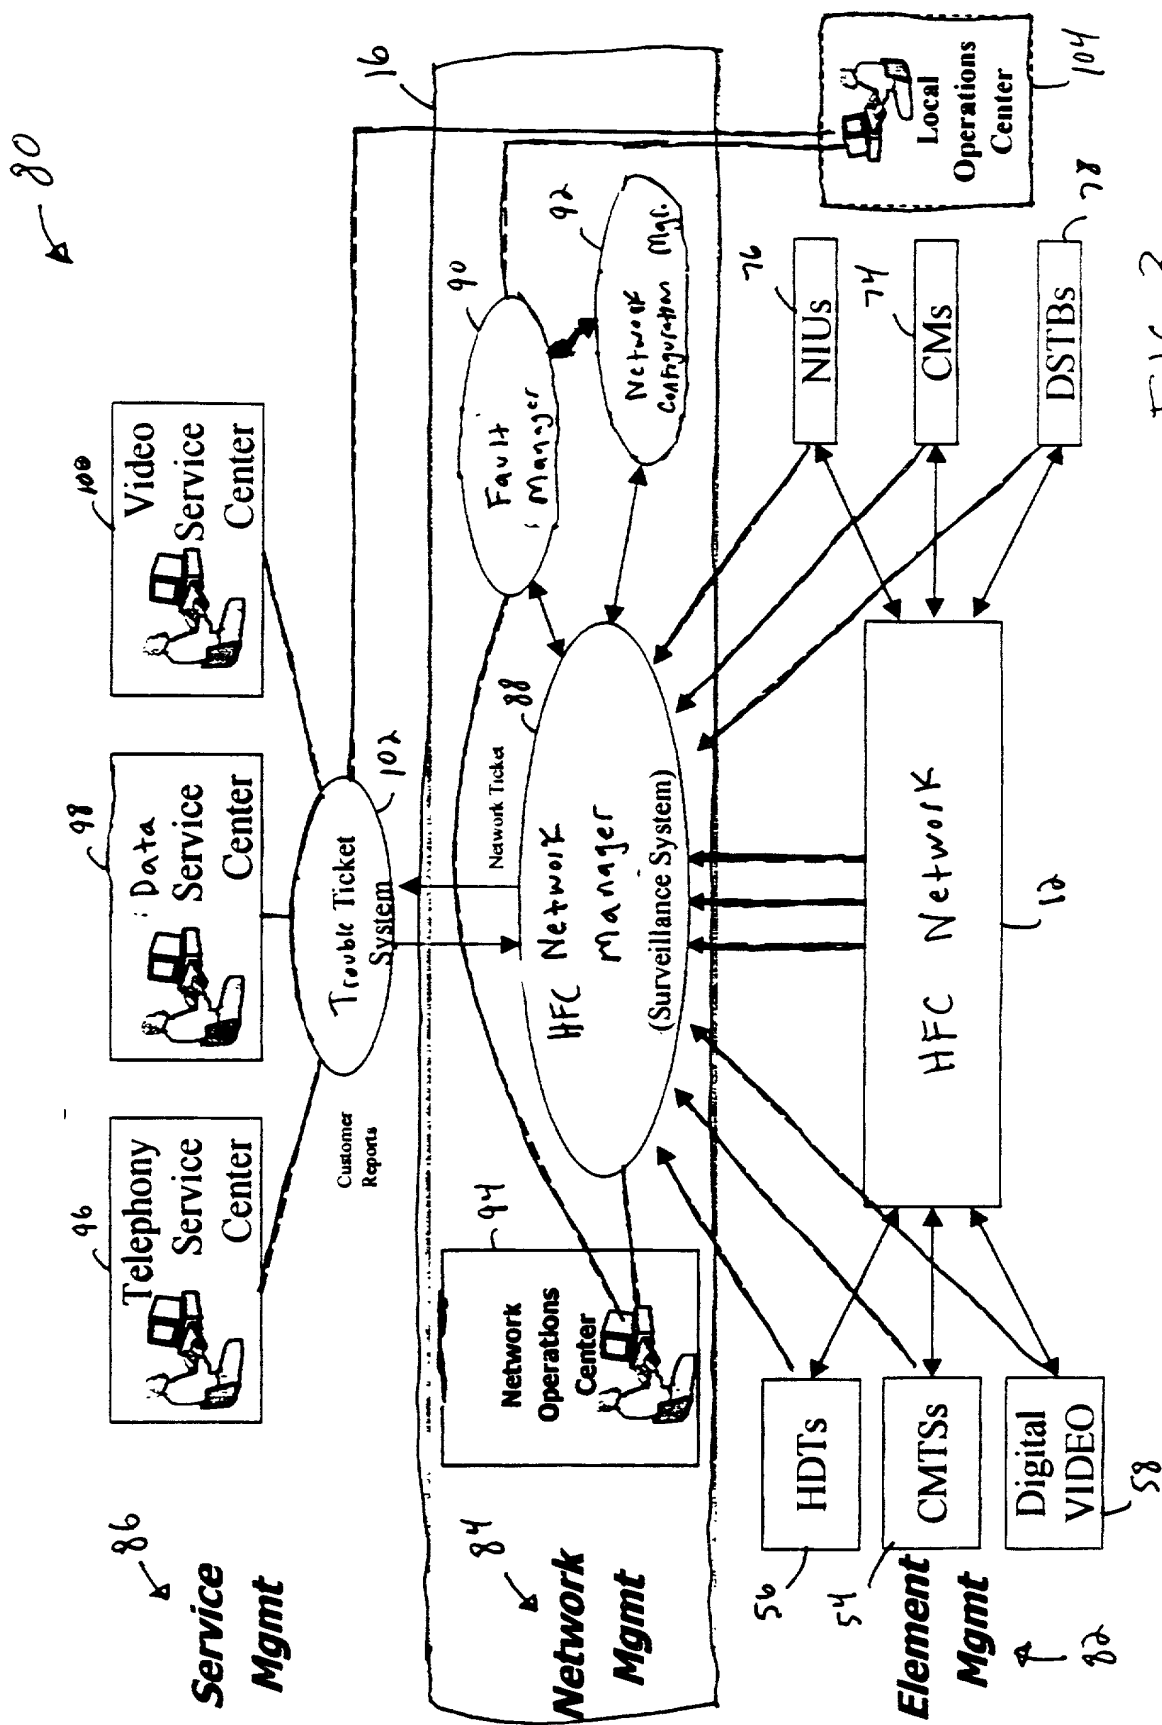 80
86
Service
Mgmt
96
Telephony
Service
Center
98
Data
Service
Center
100
Video
Service
Center
Customer
Reports
Trouble Ticket
System
102
16
84
Network
Mgmt
94
Network
Operations
Center
Network Ticket
88
HFC Network
Manager
(Surveillance System)
90
Fault
Manager
92
Network
Configuration Mgr.
Local
Operations
Center
104
Element
Mgmt
82
56
HDTs
54
CMTSs
Digital
VIDEO
58
HFC Network
12
76
NIUs
74
CMs
DSTBs
78